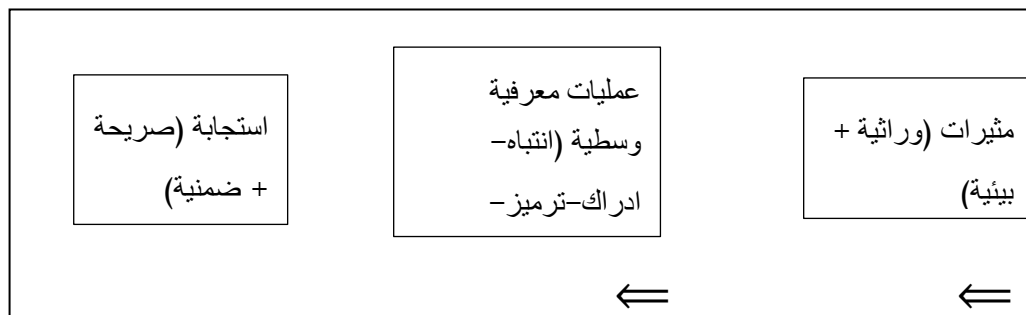 مثيرات (وراثية +
بيئية)
عمليات معرفية
وسطية (انتباه–
ادراك–ترميز–
استجابة (صريحة
+ ضمنية)
⇐
⇐